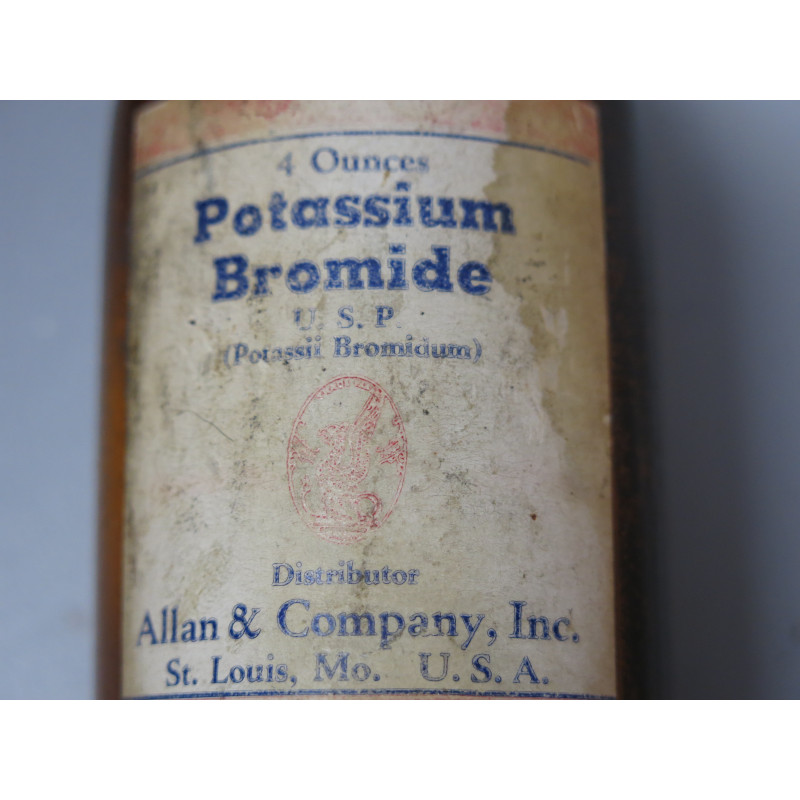 4 Ounces
Potassium
Bromide
U. S. P.
(Potassii Bromidum)
Distributor
Allan & Company, Inc.
St. Louis, Mo. U. S. A.